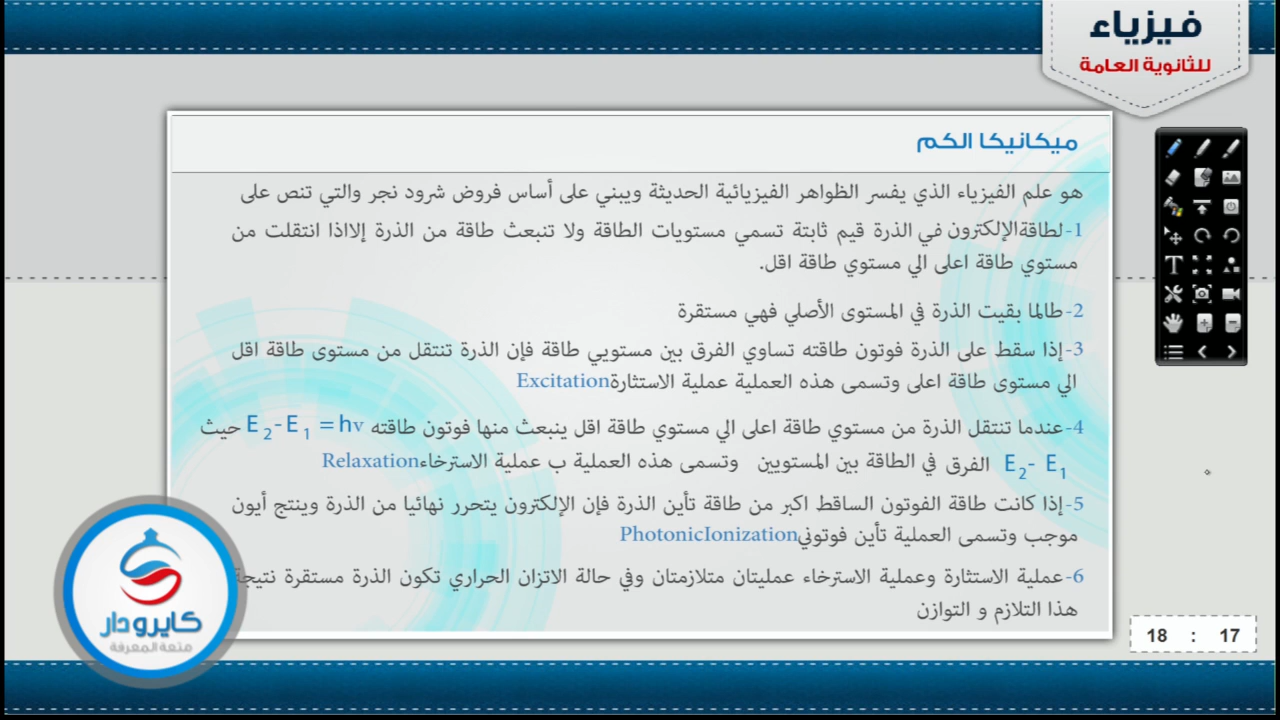 فيزياء
للثانوية العامة
ميكانيكا الكم
هو علم الفيزياء الذي يفسر الظواهر الفيزيائية الحديثة ويبني على أساس فروض شرود نجر والتي تنص على
1-لطاقةالإلكترون في الذرة قيم ثابتة تسمي مستويات الطاقة ولا تنبعث طاقة من الذرة إلااذا انتقلت من
مستوي طاقة اعلى الي مستوي طاقة اقل.
2-طالما بقيت الذرة في المستوى الأصلي فهي مستقرة
3-إذا سقط على الذرة فوتون طاقته تساوي الفرق بين مستويي طاقة فإن الذرة تنتقل من مستوى طاقة اقل
الي مستوى طاقة اعلى وتسمى هذه العملية عملية الاستثارةExcitation
4-عندما تنتقل الذرة من مستوي طاقة اعلى الي مستوي طاقة اقل ينبعث منها فوتون طاقته E2-E1 =hv حيث
E2- E1 الفرق في الطاقة بين المستويين وتسمى هذه العملية ب عملية الاسترخاءRelaxation
5-إذا كانت طاقة الفوتون الساقط اكبر من طاقة تأين الذرة فإن الإلكترون يتحرر نهائيا من الذرة وينتج أيون
موجب وتسمى العملية تأين فوتونيPhotonicIonization
6-عملية الاستثارة وعملية الاسترخاء عمليتان متلازمتان وفي حالة الاتزان الحراري تكون الذرة مستقرة نتيجة
هذا التلازم و التوازن
كايرودار
متعة المعرفة
18 : 17